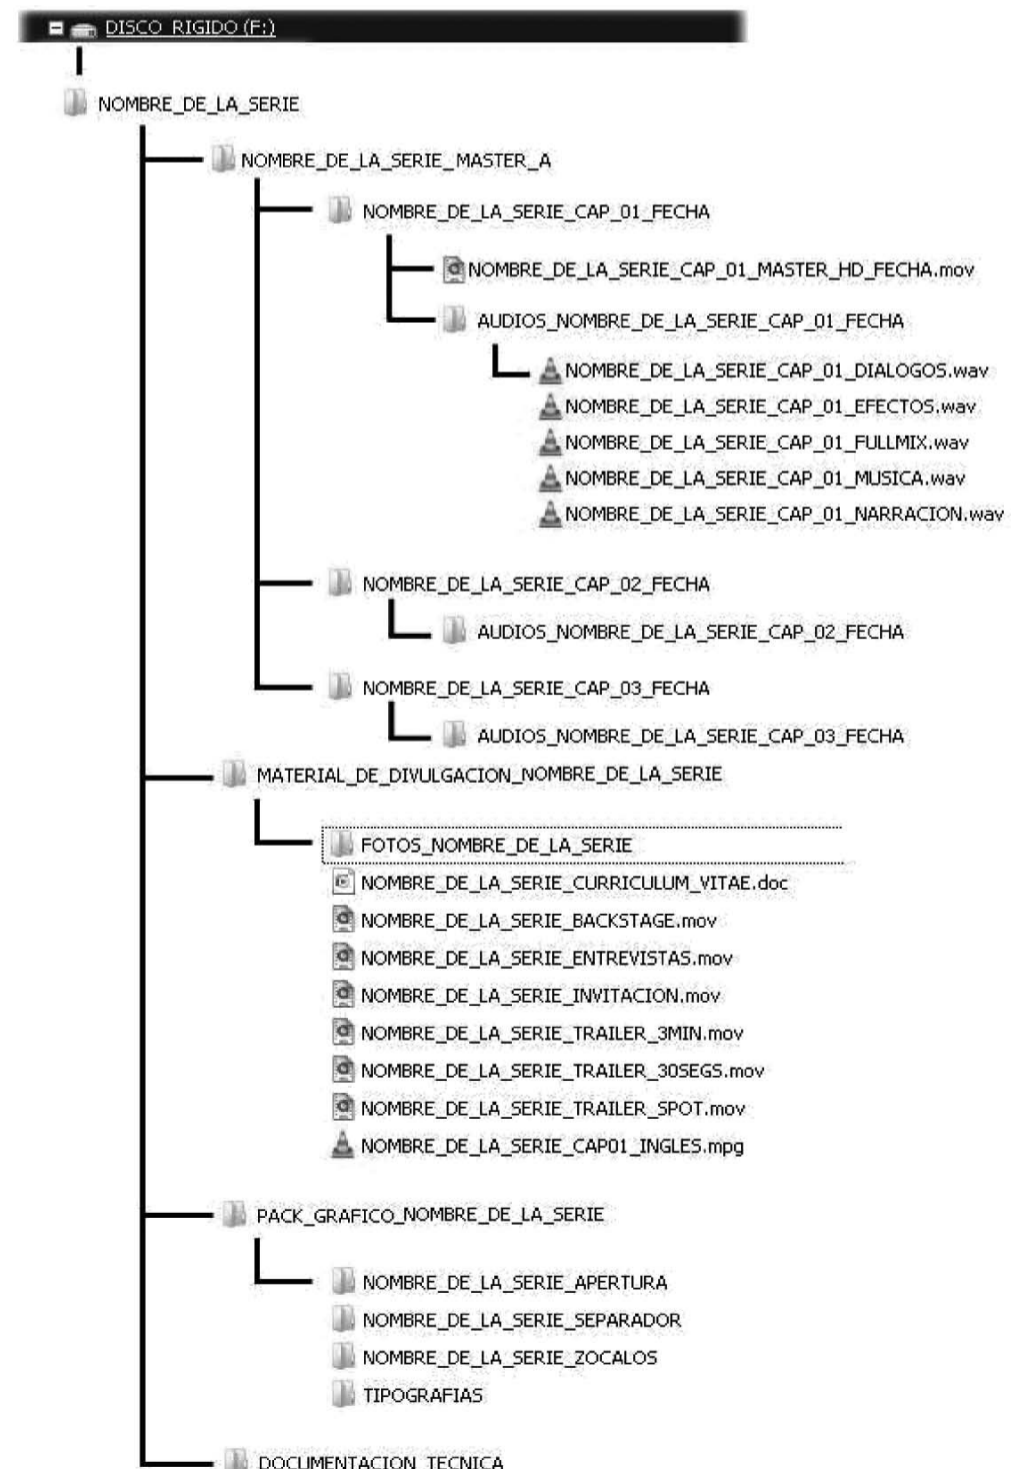 DISCO RIGIDO (F:)
NOMBRE_DE_LA_SERIE
NOMBRE_DE_LA_SERIE_MASTER_A
NOMBRE_DE_LA_SERIE_CAP_01_FECHA
NOMBRE_DE_LA_SERIE_CAP_01_MASTER_HD_FECHA.mov
AUDIOS_NOMBRE_DE_LA_SERIE_CAP_01_FECHA
NOMBRE_DE_LA_SERIE_CAP_01_DIALOGOS.wav
NOMBRE_DE_LA_SERIE_CAP_01_EFECTOS.wav
NOMBRE_DE_LA_SERIE_CAP_01_FULLMIX.wav
NOMBRE_DE_LA_SERIE_CAP_01_MUSICA.wav
NOMBRE_DE_LA_SERIE_CAP_01_NARRACION.wav
NOMBRE_DE_LA_SERIE_CAP_02_FECHA
AUDIOS_NOMBRE_DE_LA_SERIE_CAP_02_FECHA
NOMBRE_DE_LA_SERIE_CAP_03_FECHA
AUDIOS_NOMBRE_DE_LA_SERIE_CAP_03_FECHA
MATERIAL_DE_DIVULGACION_NOMBRE_DE_LA_SERIE
FOTOS_NOMBRE_DE_LA_SERIE
NOMBRE_DE_LA_SERIE_CURRICULUM_VITAE.doc
NOMBRE_DE_LA_SERIE_BACKSTAGE.mov
NOMBRE_DE_LA_SERIE_ENTREVISTAS.mov
NOMBRE_DE_LA_SERIE_INVITACION.mov
NOMBRE_DE_LA_SERIE_TRAILER_3MIN.mov
NOMBRE_DE_LA_SERIE_TRAILER_30SEGS.mov
NOMBRE_DE_LA_SERIE_TRAILER_SPOT.mov
NOMBRE_DE_LA_SERIE_CAP01_INGLES.mpg
PACK_GRAFICO_NOMBRE_DE_LA_SERIE
NOMBRE_DE_LA_SERIE_APERTURA
NOMBRE_DE_LA_SERIE_SEPARADOR
NOMBRE_DE_LA_SERIE_ZOCALOS
TIPOGRAFIAS
DOCUMENTACION_TECNICA